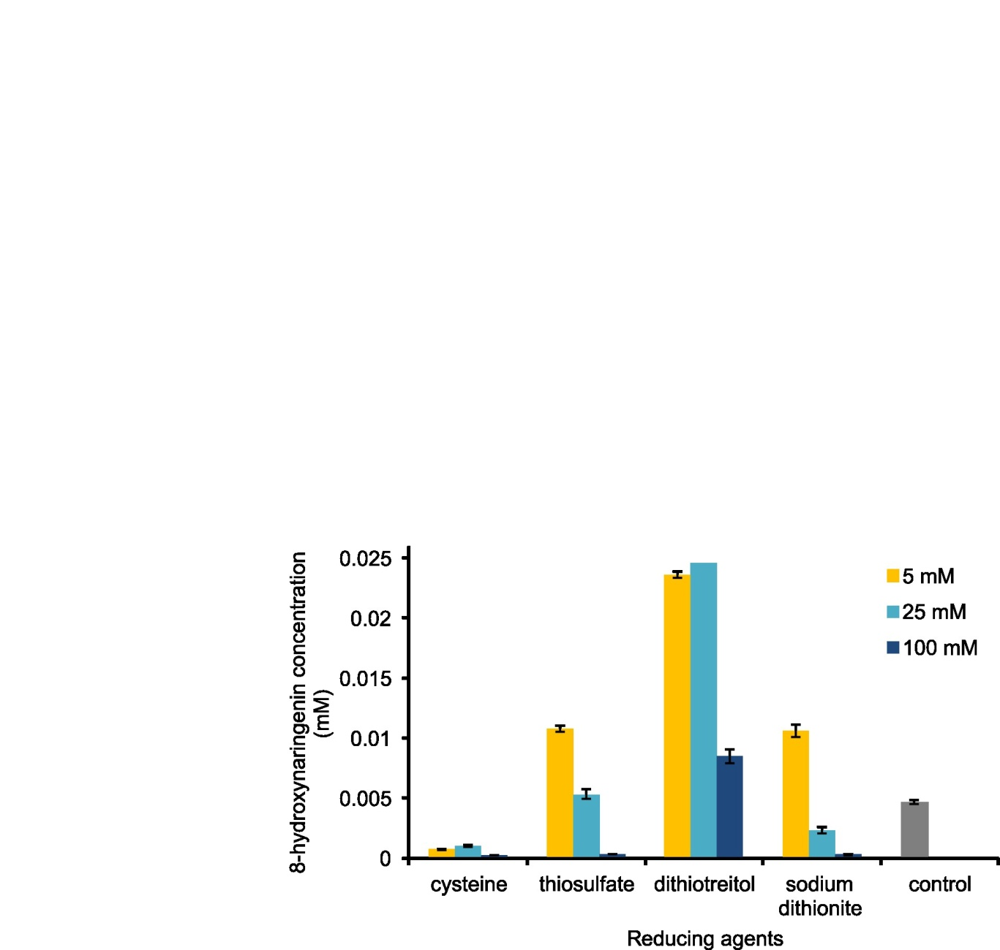 8-hydroxynaringenin concentration
(mM)
0.025
0.02
0.015
0.01
0.005
0
5 mM
25 mM
100 mM
cysteine
thiosulfate
dithiotreitol
sodium
dithionite
control
Reducing agents